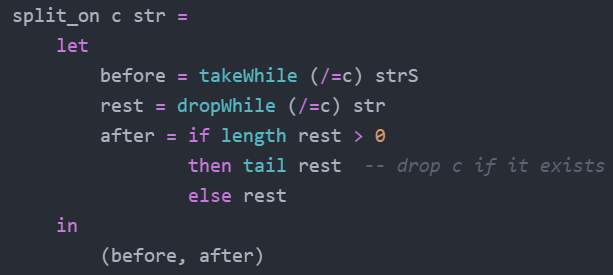 split_on c str =
    let
        before = takeWhile (/=c) strS
        rest = dropWhile (/=c) str
        after = if length rest > 0
                then tail rest  -- drop c if it exists
                else rest
    in
        (before, after)